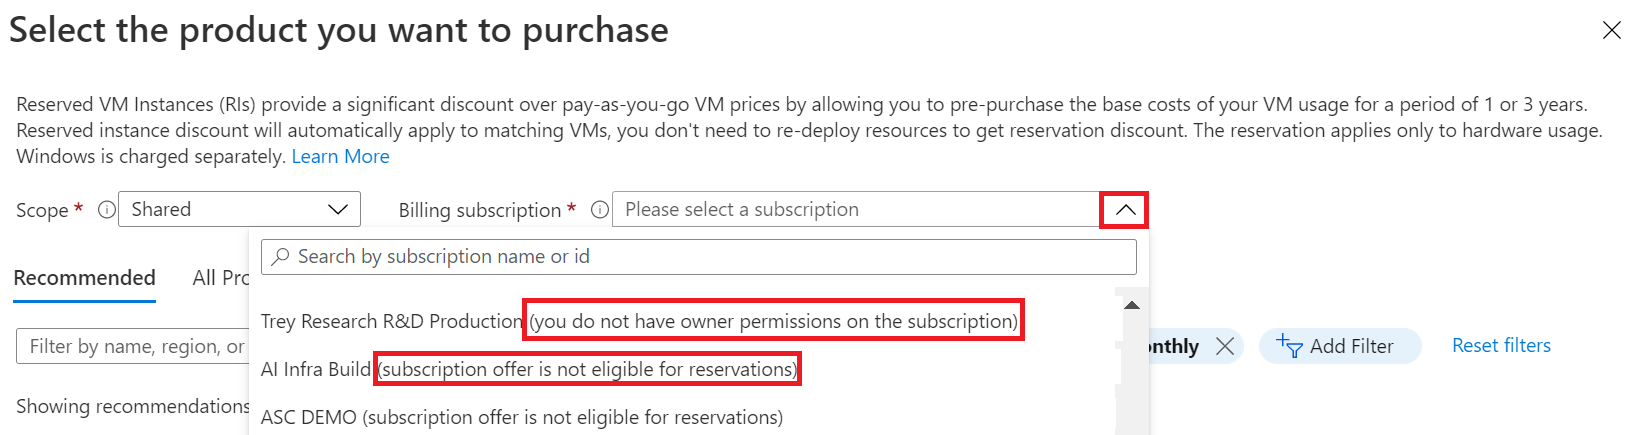 Select the product you want to purchase
Reserved VM Instances (RIs) provide a significant discount over pay-as-you-go VM prices by allowing you to pre-purchase the base costs of your VM usage for a period of 1 or 3 years.
Reserved instance discount will automatically apply to matching VMs, you don't need to re-deploy resources to get reservation discount. The reservation applies only to hardware usage.
Windows is charged separately. Learn More
Scope * Shared Billing subscription * Please select a subscription
Search by subscription name or id
Recommended All Pro
Trey Research R&D Production (you do not have owner permissions on the subscription)
Filter by name, region, or onthly Add Filter Reset filters
AI Infra Build (subscription offer is not eligible for reservations)
Showing recommendations
ASC DEMO (subscription offer is not eligible for reservations)